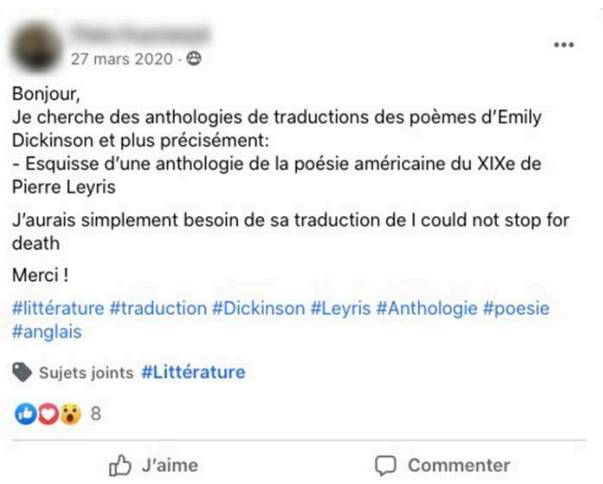 27 mars 2020 ·
Bonjour,
Je cherche des anthologies de traductions des poèmes d'Emily
Dickinson et plus précisément:
- Esquisse d'une anthologie de la poésie américaine du XIXe de
Pierre Leyris
J'aurais simplement besoin de sa traduction de I could not stop for
death
Merci !
#littérature #traduction #Dickinson #Leyris #Anthologie #poesie
#anglais
Sujets joints #Littérature
8
J'aime Commenter